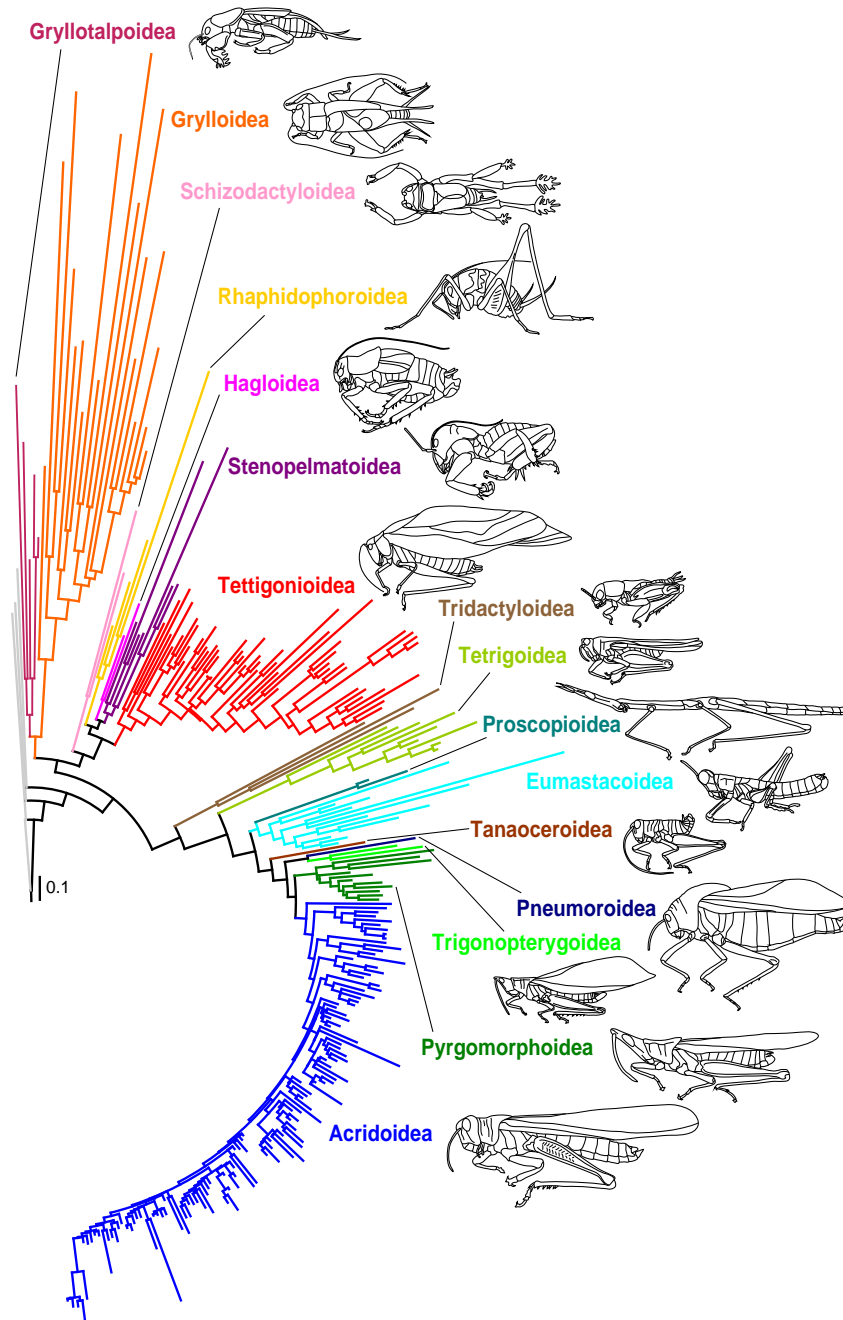 Gryllotalpoidea
Grylloidea
Schizodactyloidea
Rhaphidophoroidea
Hagloidea
Stenopelmatoidea
Tettigonioidea
Tridactyloidea
Tetrigoidea
Proscopioidea
Eumastacoidea
Tanaoceroidea
0.1
Pneumoroidea
Trigonopterygoidea
Pyrgomorphoidea
Acridoidea